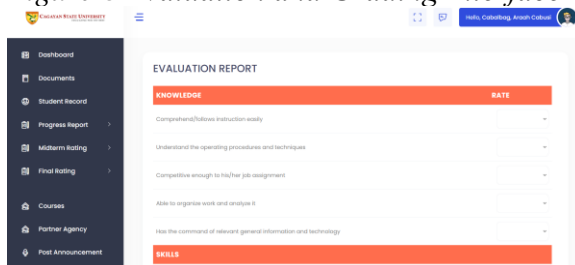 CAGAYAN STATE UNIVERSITY
Hello, Cabalbag, Arash Cabusi
Dashboard
Documents
Student Record
Progress Report >
Midterm Rating >
Final Rating >
Courses
Partner Agency
Post Announcement
EVALUATION REPORT
KNOWLEDGE RATE
Comprehend/follows instruction easily
Understand the operating procedures and techniques
Competitive enough to his/her job assignment
Able to organize work and analyze it
Has the command of relevant general information and technology
SKILLS